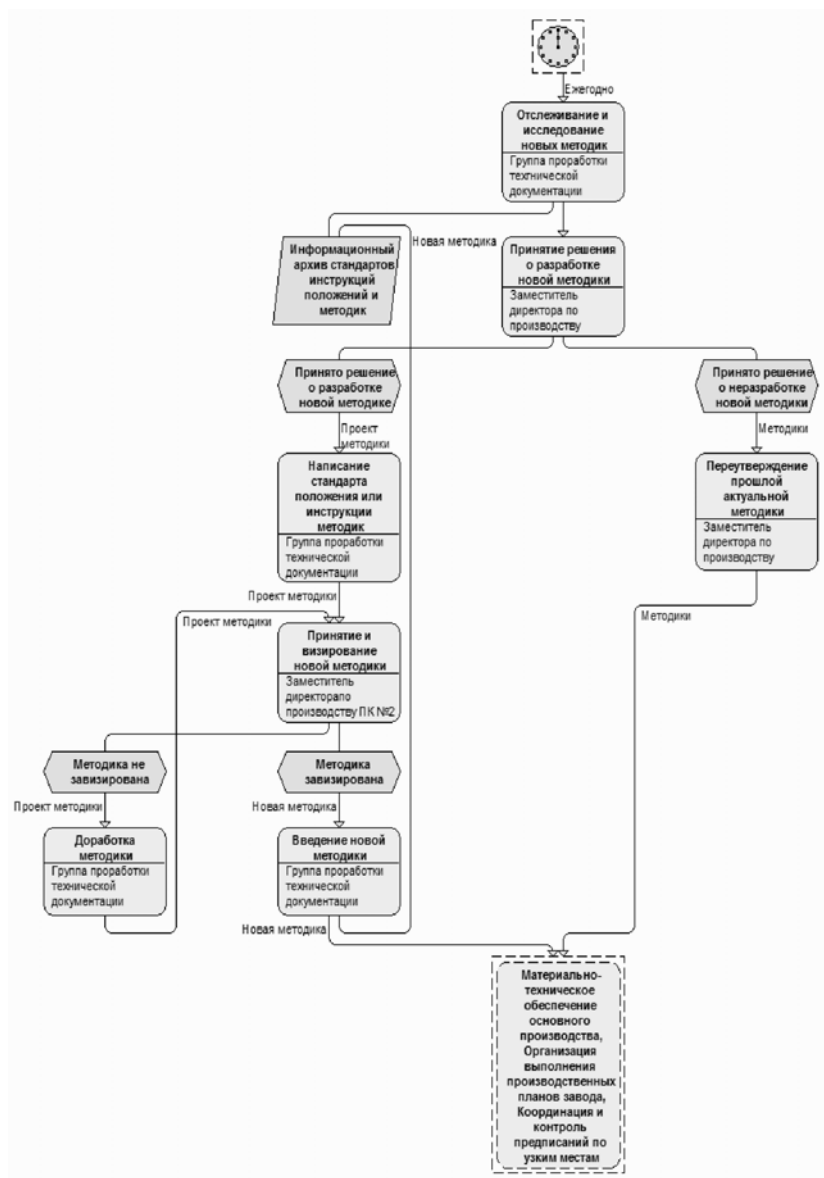 Ежегодно
Отслеживание и
исследование
новых методик
Группа проработки
техгнической
документации
Новая методика
Информационный
архив стандартов
инструкций
положений и
методик
Принятие решения
о разработке
новой методики
Заместитель
директора по
производству
Принято решение
о разработке
новой методике
Принято решение
о неразработке
новой методики
Проект
методики
Методики
Написание
стандарта
положения или
инструкции
методик
Группа проработки
технической
документации
Переутверждение
прошлой
актуальной
методики
Заместитель
директора по
производству
Проект методики
Проект методики
Методики
Принятие и
визирование
новой методики
Заместитель
директорапо
производству ПК №2
Методика не
завизирована
Методика
завизирована
Проект методики
Новая методика
Доработка
методики
Группа проработки
технической
документации
Введение новой
методики
Группа проработки
технической
документации
Новая методика
Материально-
техническое
обеспечение
основного
производства,
Организация
выполнения
производственных
планов завода,
Координация и
контроль
предписаний по
узким местам